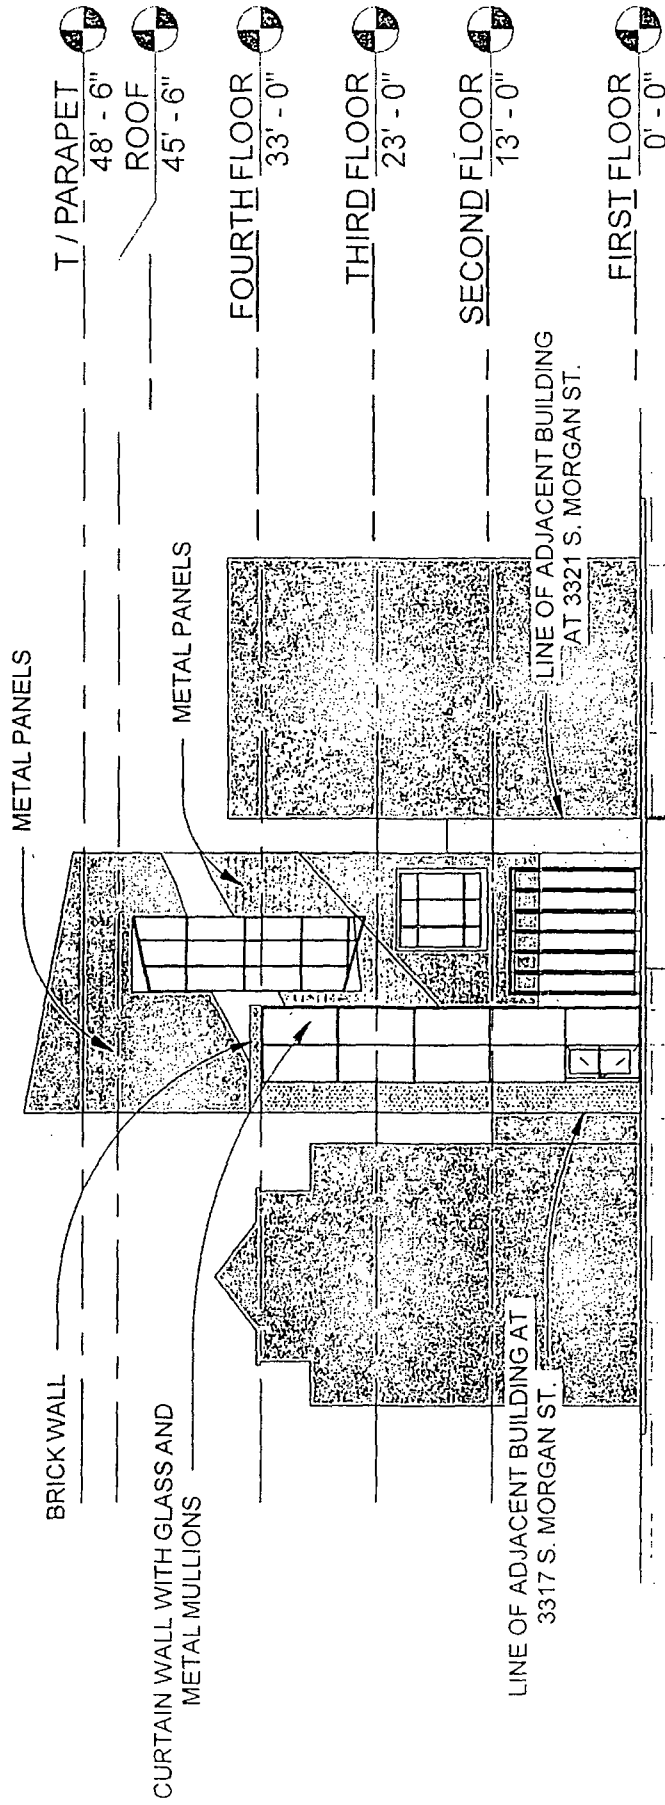 T / PARAPET
48' - 6"
ROOF
45' - 6"
FOURTH FLOOR
33' - 0"
THIRD FLOOR
23' - 0"
SECOND FLOOR
13' - 0"
FIRST FLOOR
0' - 0"
METAL PANELS
METAL PANELS
BRICK WALL
CURTAIN WALL WITH GLASS AND
METAL MULLIONS
LINE OF ADJACENT BUILDING
AT 3321 S. MORGAN ST.
LINE OF ADJACENT BUILDING AT
3317 S. MORGAN ST.